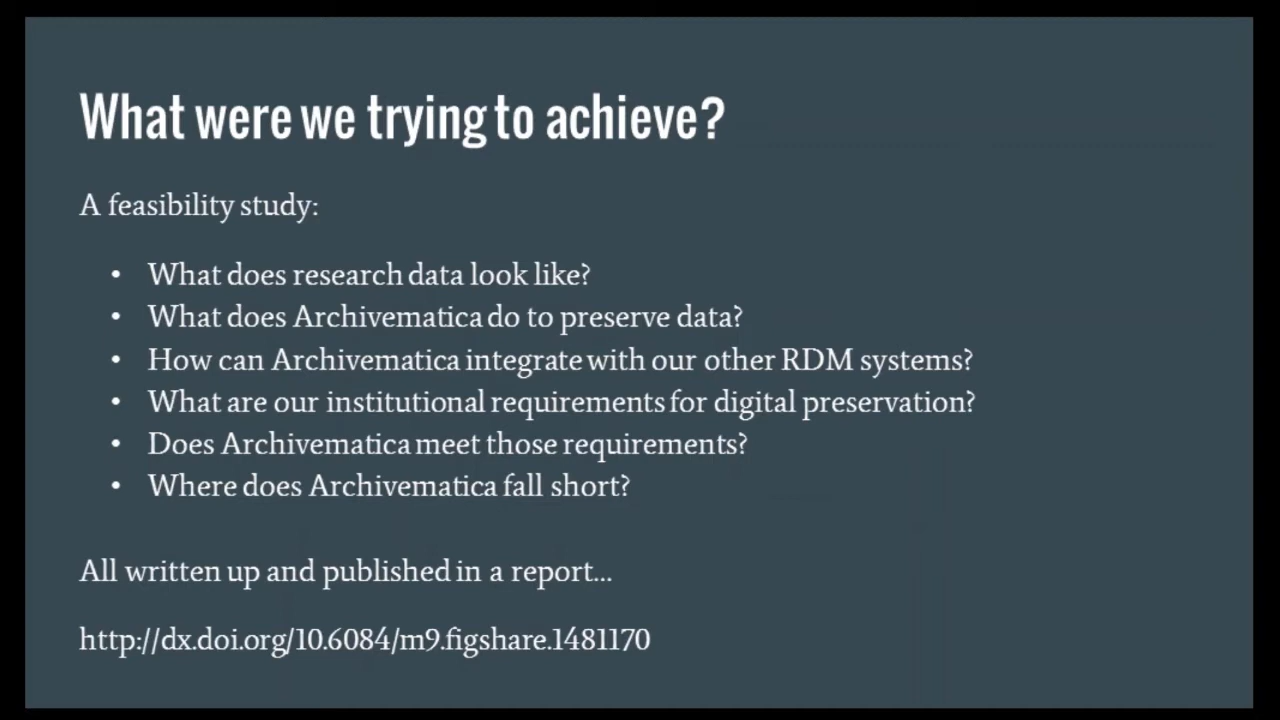 What were we trying to achieve?
A feasibility study:
• What does research data look like?
• What does Archivematica do to preserve data?
• How can Archivematica integrate with our other RDM systems?
• What are our institutional requirements for digital preservation?
• Does Archivematica meet those requirements?
• Where does Archivematica fall short?
All written up and published in a report...
http://dx.doi.org/10.6084/m9.figshare.1481170